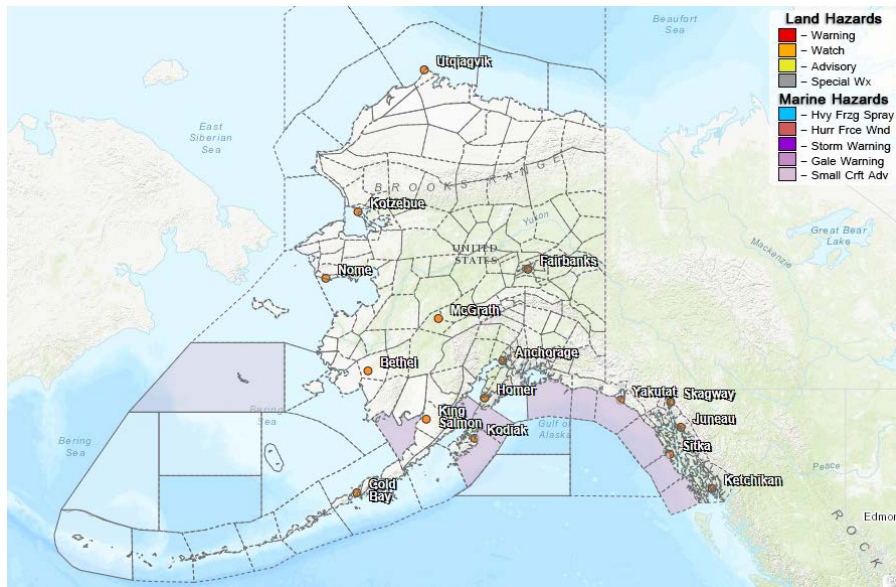 Beaufort
Sea
Land Hazards
– Warning
– Watch
– Advisory
– Special Wx
Marine Hazards
– Hvy Frzg Spray
– Hurr Frce Wnd
– Storm Warning
– Gale Warning
– Small Crft Adv
Utqiagvik
East
Siberian
Sea
BROOKS RANGE
Kotzebue
Yukon
Great Bear
Lake
Mackenzie
UNITED
STATES
Fairbanks
Nome
McGrath
Anchorage
Bethel
Homer
Yakutat
Skagway
Bering
Sea
King
Salmon
Kodiak
Gulf of
Alaska
Juneau
Sitka
Bering
Sea
Peace
Cold
Bay
Ketchikan
Edmo
ROCK